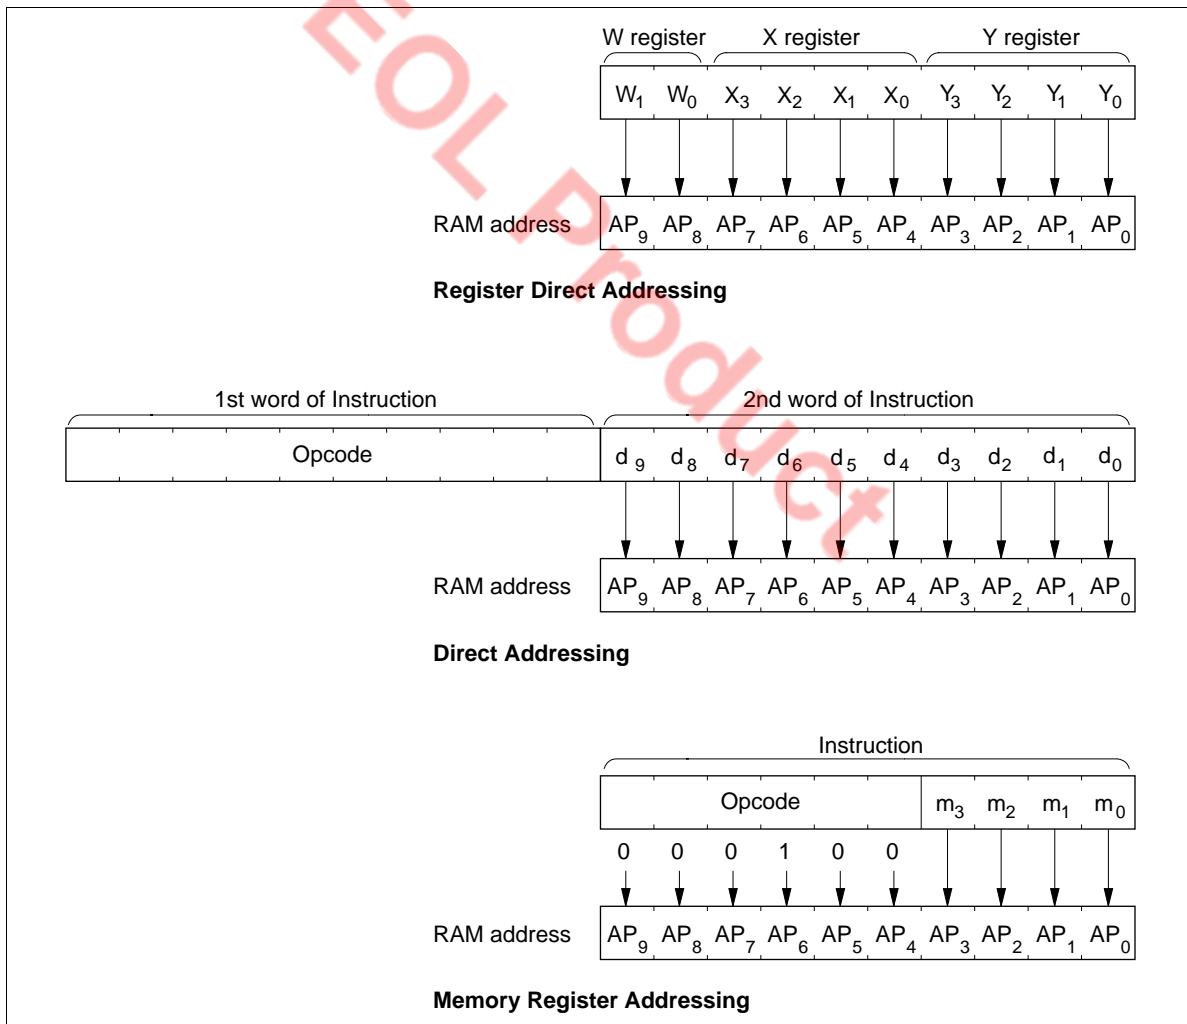 W register X register Y register
W1 W0 X3 X2 X1 X0 Y3 Y2 Y1 Y0
RAM address AP9 AP8 AP7 AP6 AP5 AP4 AP3 AP2 AP1 AP0
Register Direct Addressing
1st word of Instruction 2nd word of Instruction
Opcode d9 d8 d7 d6 d5 d4 d3 d2 d1 d0
RAM address AP9 AP8 AP7 AP6 AP5 AP4 AP3 AP2 AP1 AP0
Direct Addressing
Instruction
Opcode m3 m2 m1 m0
0 0 0 1 0 0
RAM address AP9 AP8 AP7 AP6 AP5 AP4 AP3 AP2 AP1 AP0
Memory Register Addressing
EOL Product